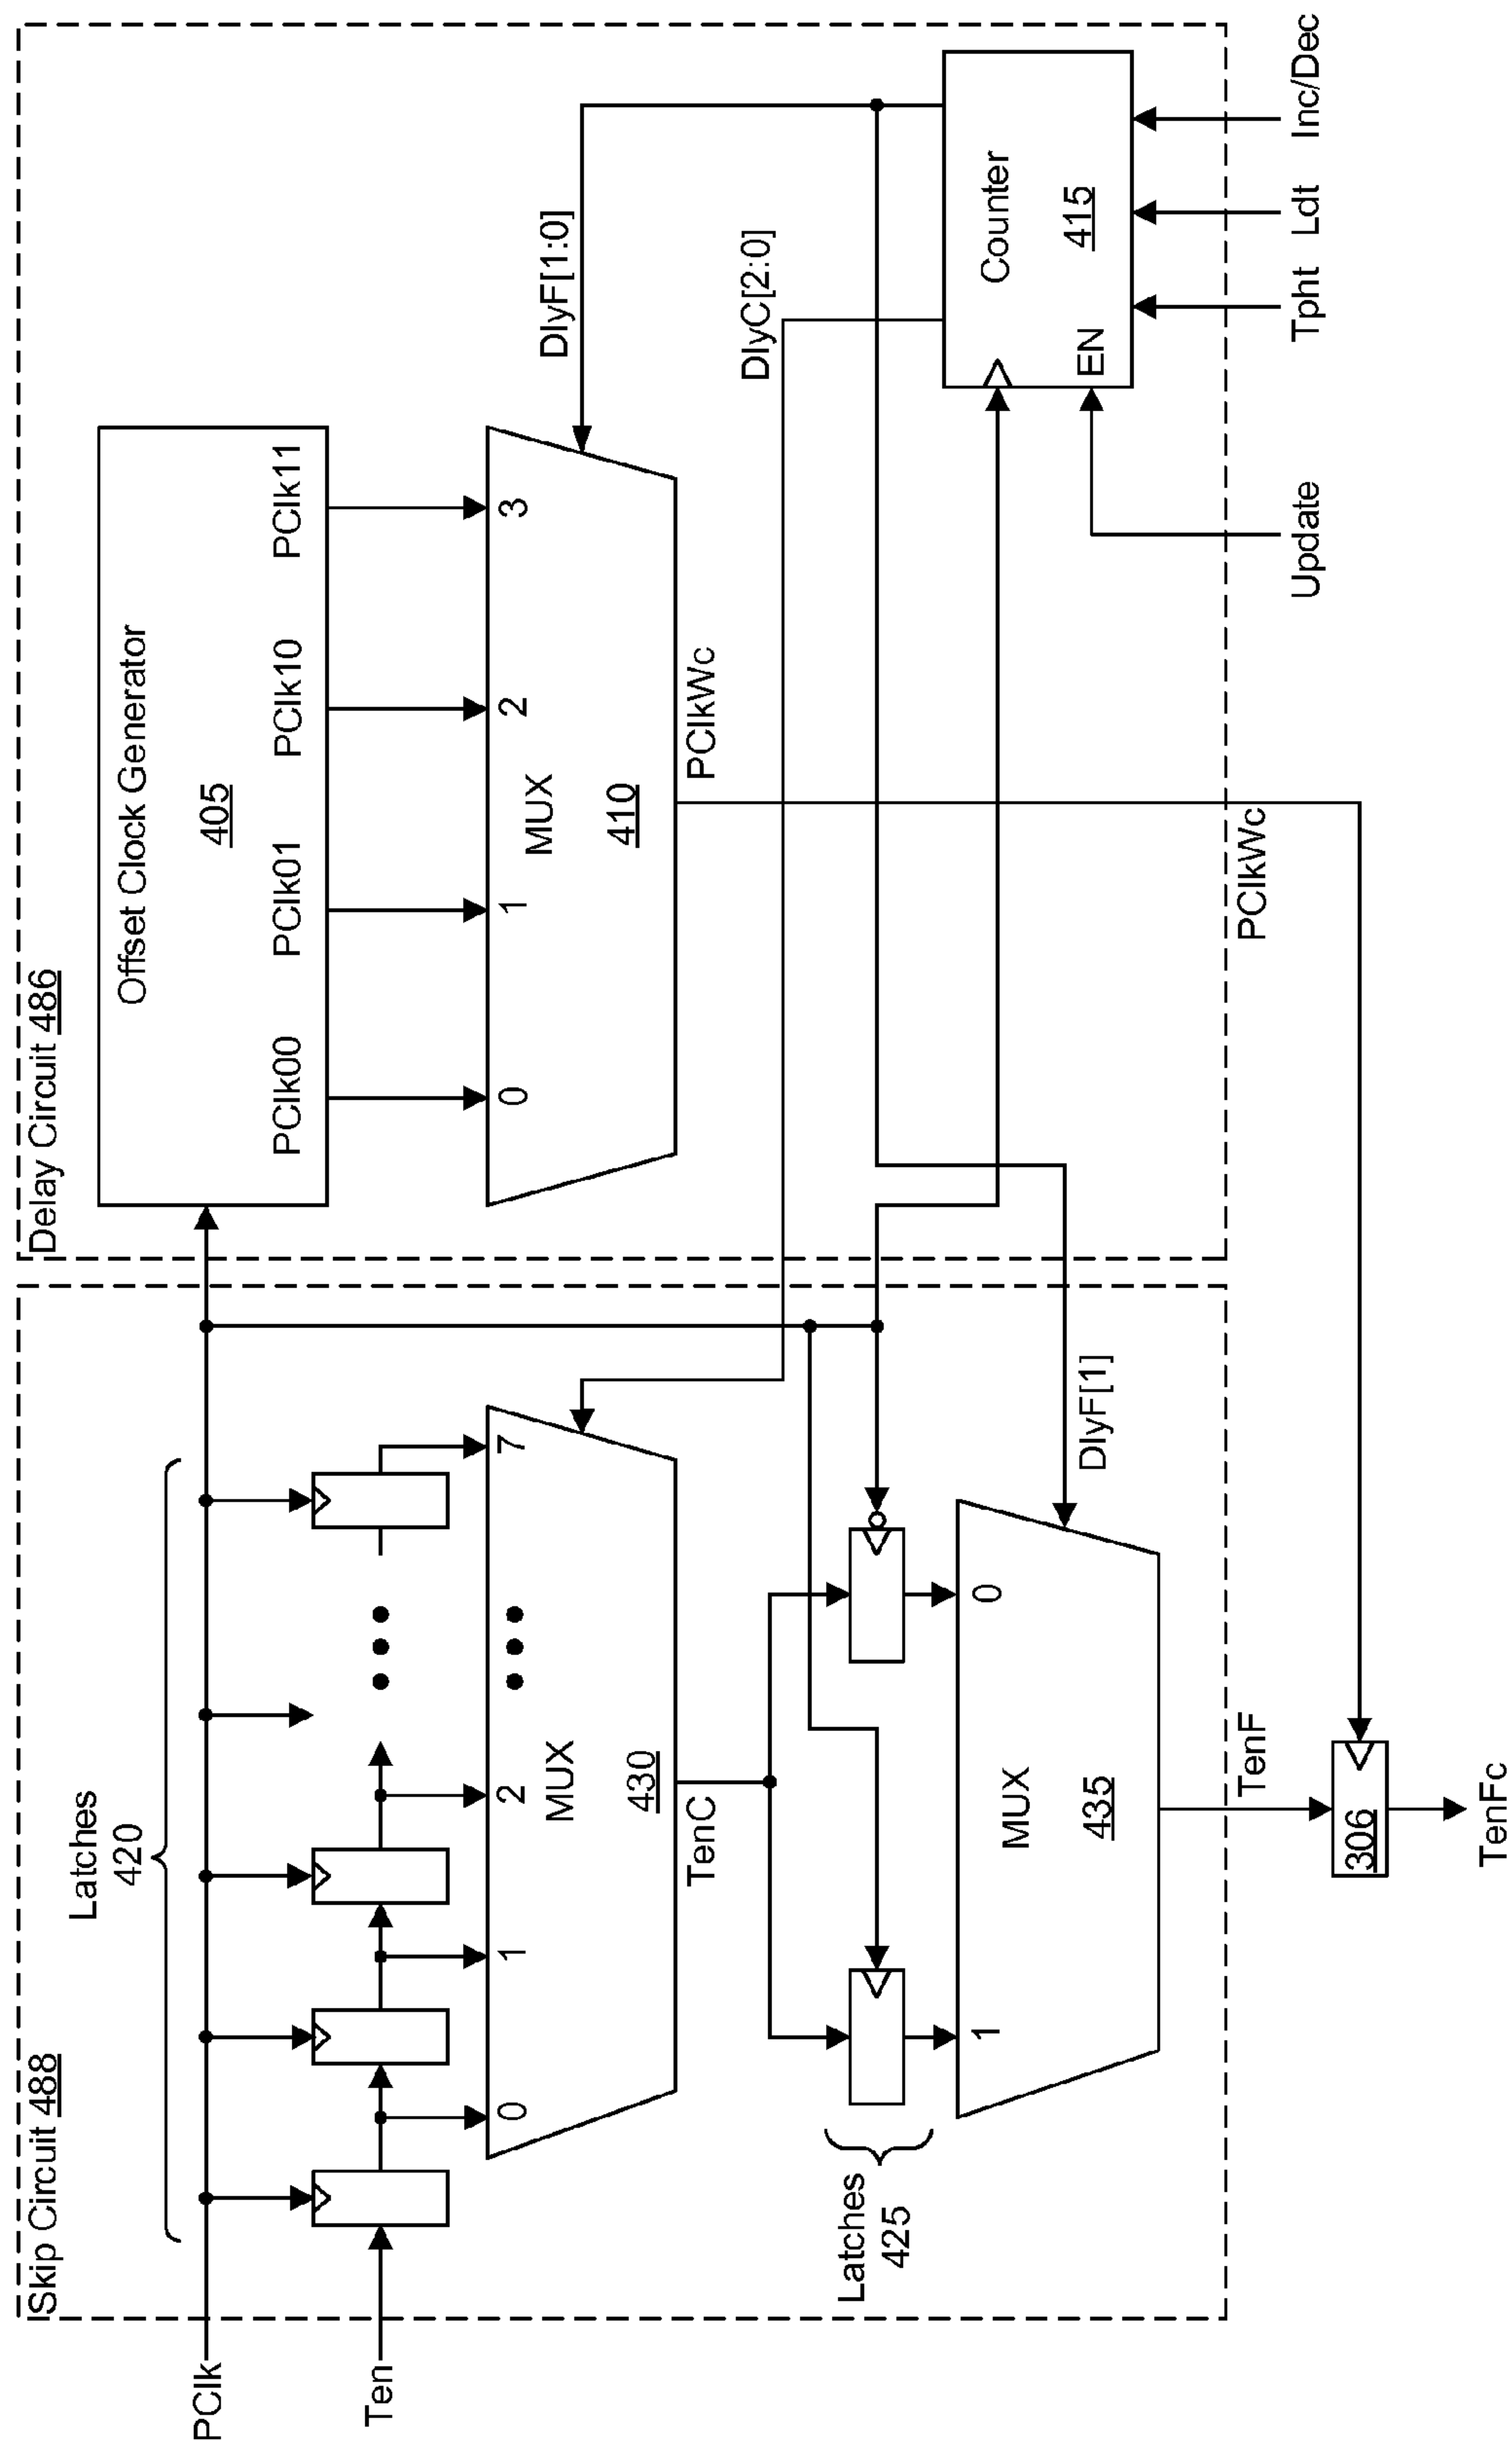 Skip Circuit 488
Delay Circuit 486
Latches
420
PClk
Ten
Offset Clock Generator
405
PClk00
PClk01
PClk10
PClk11
0
1
2
7
MUX
430
0
1
2
3
MUX
410
DlyF[1:0]
TenC
PClkWc
DlyC[2:0]
Latches
425
Counter
415
EN
1
0
MUX
435
DlyF[1]
TenF
PClkWc
Update
Tpht
Ldt
Inc/Dec
306
TenFc